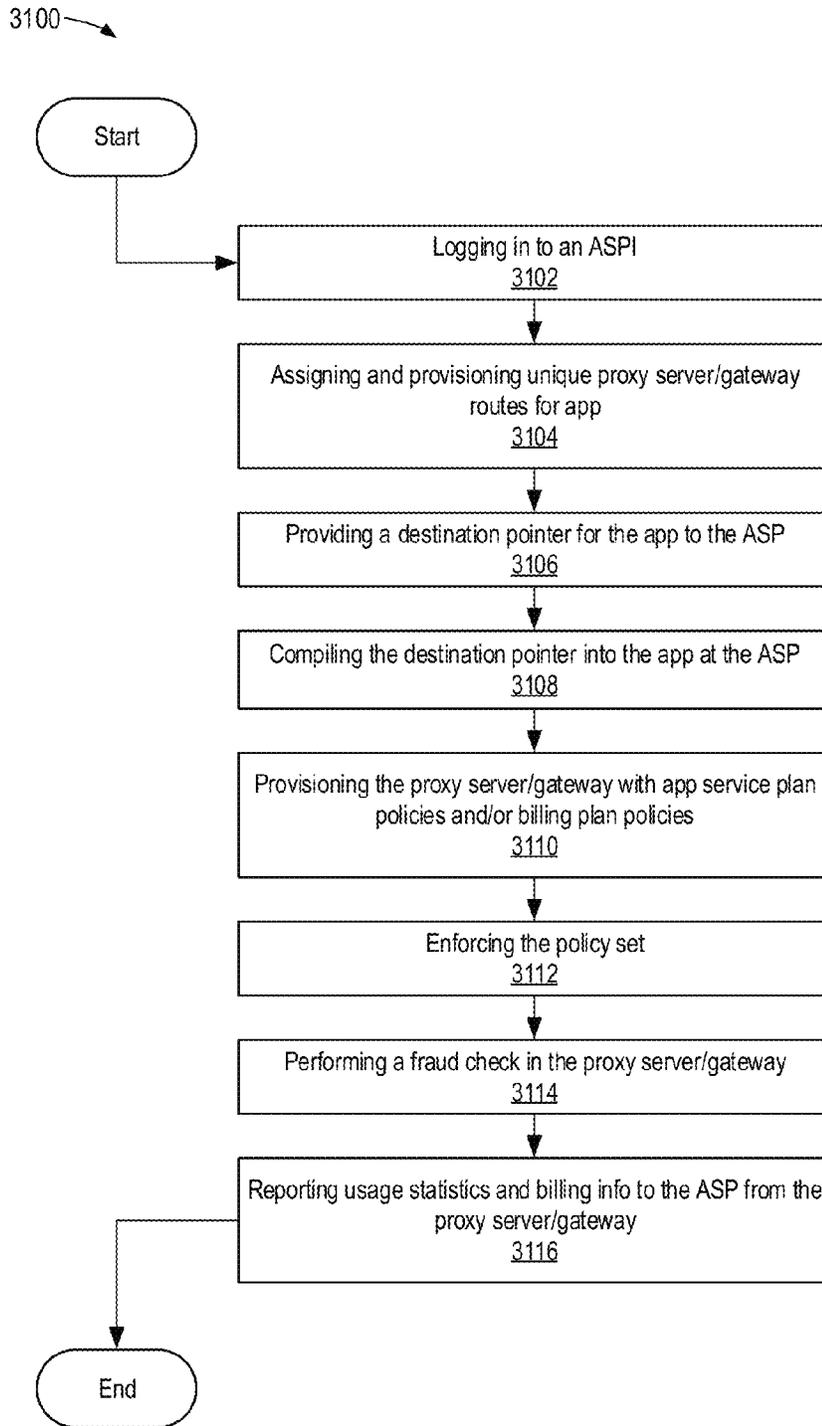 3100
Start
Logging in to an ASPI
3102
Assigning and provisioning unique proxy server/gateway
routes for app
3104
Providing a destination pointer for the app to the ASP
3106
Compiling the destination pointer into the app at the ASP
3108
Provisioning the proxy server/gateway with app service plan
policies and/or billing plan policies
3110
Enforcing the policy set
3112
Performing a fraud check in the proxy server/gateway
3114
Reporting usage statistics and billing info to the ASP from the
proxy server/gateway
3116
End